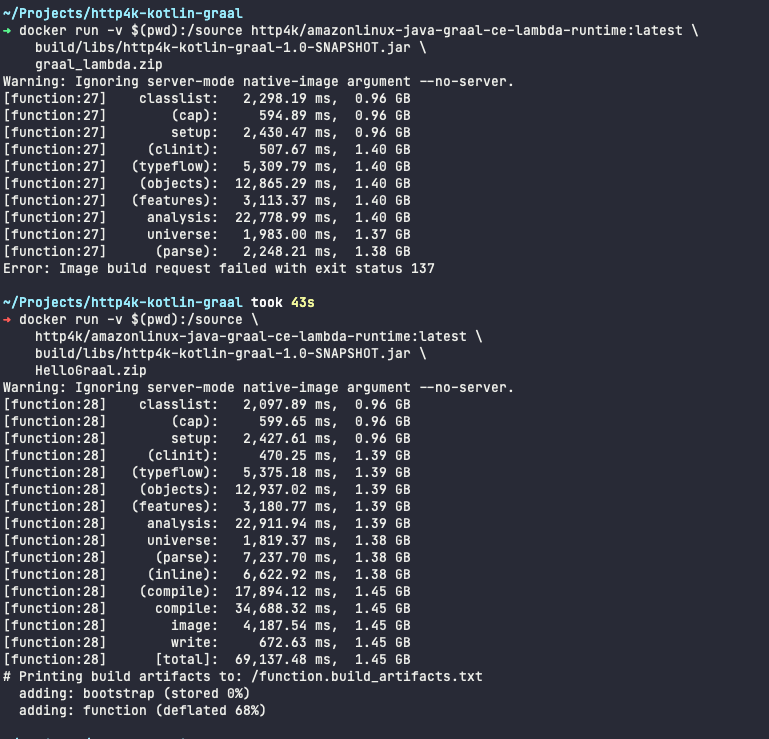 ~/Projects/http4k-kotlin-graal
➜ docker run -v $(pwd):/source http4k/amazonlinux-java-graal-ce-lambda-runtime:latest \
    build/libs/http4k-kotlin-graal-1.0-SNAPSHOT.jar \
    graal_lambda.zip
Warning: Ignoring server-mode native-image argument --no-server.
[function:27]    classlist:   2,298.19 ms,  0.96 GB
[function:27]        (cap):     594.89 ms,  0.96 GB
[function:27]        setup:   2,430.47 ms,  0.96 GB
[function:27]     (clinit):     507.67 ms,  1.40 GB
[function:27]   (typeflow):   5,309.79 ms,  1.40 GB
[function:27]    (objects):  12,865.29 ms,  1.40 GB
[function:27]   (features):   3,113.37 ms,  1.40 GB
[function:27]     analysis:  22,778.99 ms,  1.40 GB
[function:27]     universe:   1,983.00 ms,  1.37 GB
[function:27]      (parse):   2,248.21 ms,  1.38 GB
Error: Image build request failed with exit status 137
~/Projects/http4k-kotlin-graal took 43s
➜ docker run -v $(pwd):/source \
    http4k/amazonlinux-java-graal-ce-lambda-runtime:latest \
    build/libs/http4k-kotlin-graal-1.0-SNAPSHOT.jar \
    HelloGraal.zip
Warning: Ignoring server-mode native-image argument --no-server.
[function:28]    classlist:   2,097.89 ms,  0.96 GB
[function:28]        (cap):     599.65 ms,  0.96 GB
[function:28]        setup:   2,427.61 ms,  0.96 GB
[function:28]     (clinit):     470.25 ms,  1.39 GB
[function:28]   (typeflow):   5,375.18 ms,  1.39 GB
[function:28]    (objects):  12,937.02 ms,  1.39 GB
[function:28]   (features):   3,180.77 ms,  1.39 GB
[function:28]     analysis:  22,911.94 ms,  1.39 GB
[function:28]     universe:   1,819.37 ms,  1.38 GB
[function:28]      (parse):   7,237.70 ms,  1.38 GB
[function:28]     (inline):   6,622.92 ms,  1.38 GB
[function:28]    (compile):  17,894.12 ms,  1.45 GB
[function:28]      compile:  34,688.32 ms,  1.45 GB
[function:28]        image:   4,187.54 ms,  1.45 GB
[function:28]        write:     672.63 ms,  1.45 GB
[function:28]      [total]:  69,137.48 ms,  1.45 GB
# Printing build artifacts to: /function.build_artifacts.txt
  adding: bootstrap (stored 0%)
  adding: function (deflated 68%)